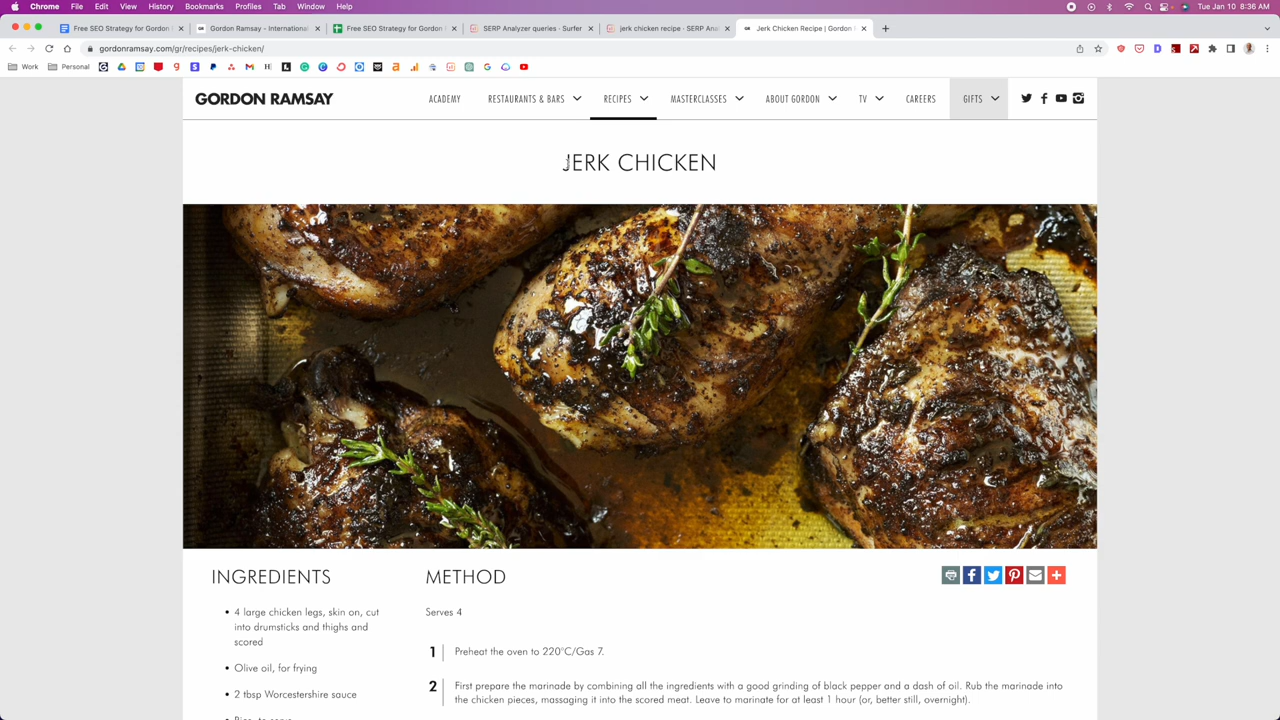 Chrome File Edit View History Bookmarks Profiles Tab Window Help Tue Jan 10 8:36 AM
Free SEO Strategy for Gordon Gordon Ramsay - International Free SEO Strategy for Gordon SERP Analyzer queries - Surfer jerk chicken recipe - SERP Ana Jerk Chicken Recipe | Gordon
gordonramsay.com/gr/recipes/jerk-chicken/
Work Personal
GORDON RAMSAY ACADEMY RESTAURANTS & BARS RECIPES MASTERCLASSES ABOUT GORDON TV CAREERS GIFTS
JERK CHICKEN
INGREDIENTS
4 large chicken legs, skin on, cut
into drumsticks and thighs and
scored
Olive oil, for frying
2 tbsp Worcestershire sauce
METHOD
Serves 4
1 Preheat the oven to 220°C/Gas 7.
2 First prepare the marinade by combining all the ingredients with a good grinding of black pepper and a dash of oil. Rub the marinade into
the chicken pieces, massaging it into the scored meat. Leave to marinate for at least 1 hour (or, better still, overnight).